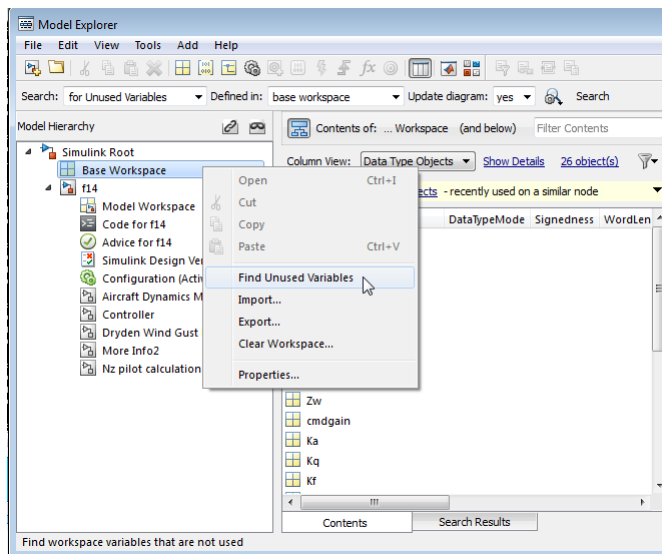 Model Explorer
File Edit View Tools Add Help
Search: for Unused Variables Defined in: base workspace Update diagram: yes Search
Model Hierarchy
Contents of: ... Workspace (and below) Filter Contents
Simulink Root
Column View: Data Type Objects Show Details 26 object(s)
Base Workspace
- recently used on a similar node
f14
Model Workspace
DataTypeMode Signedness WordLen
Code for f14
Advice for f14
Simulink Design
Configuration
Aircraft Dynamics
Controller
Dryden Wind Gust
More Info2
Nz pilot calculation
Open Ctrl+I
Cut
Copy
Paste Ctrl+V
Find Unused Variables
Import...
Export...
Clear Workspace...
Properties...
Zw
cmdgain
Ka
Kq
Kf
Contents Search Results
Find workspace variables that are not used